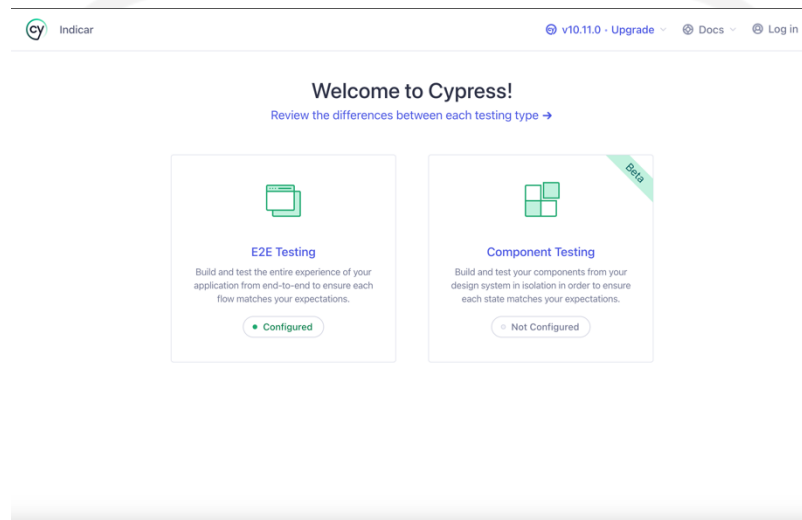 cy Indicar v10.11.0 · Upgrade Docs Log in
Welcome to Cypress!
Review the differences between each testing type →
Beta
E2E Testing
Build and test the entire experience of your
application from end-to-end to ensure each
flow matches your expectations.
Configured
Component Testing
Build and test your components from your
design system in isolation in order to ensure
each state matches your expectations.
Not Configured